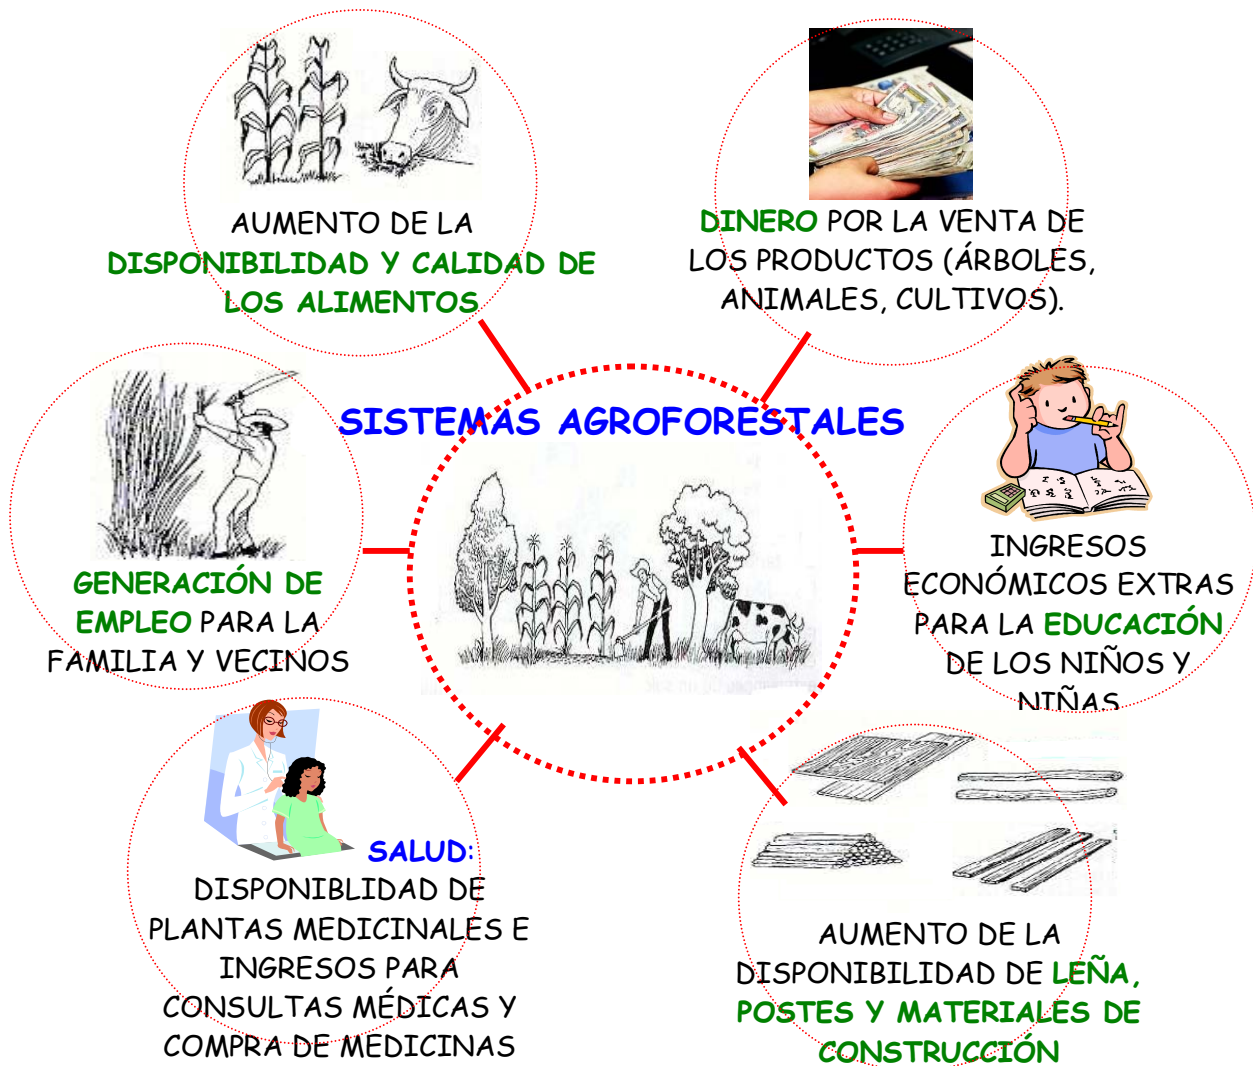 AUMENTO DE LA
DISPONIBILIDAD Y CALIDAD DE
LOS ALIMENTOS
DINERO POR LA VENTA DE
LOS PRODUCTOS (ÁRBOLES,
ANIMALES, CULTIVOS).
SISTEMAS AGROFORESTALES
GENERACIÓN DE
EMPLEO PARA LA
FAMILIA Y VECINOS
INGRESOS
ECONÓMICOS EXTRAS
PARA LA EDUCACIÓN
DE LOS NIÑOS Y
NIÑAS
SALUD:
DISPONIBLIDAD DE
PLANTAS MEDICINALES E
INGRESOS PARA
CONSULTAS MÉDICAS Y
COMPRA DE MEDICINAS
AUMENTO DE LA
DISPONIBILIDAD DE LEÑA,
POSTES Y MATERIALES DE
CONSTRUCCIÓN